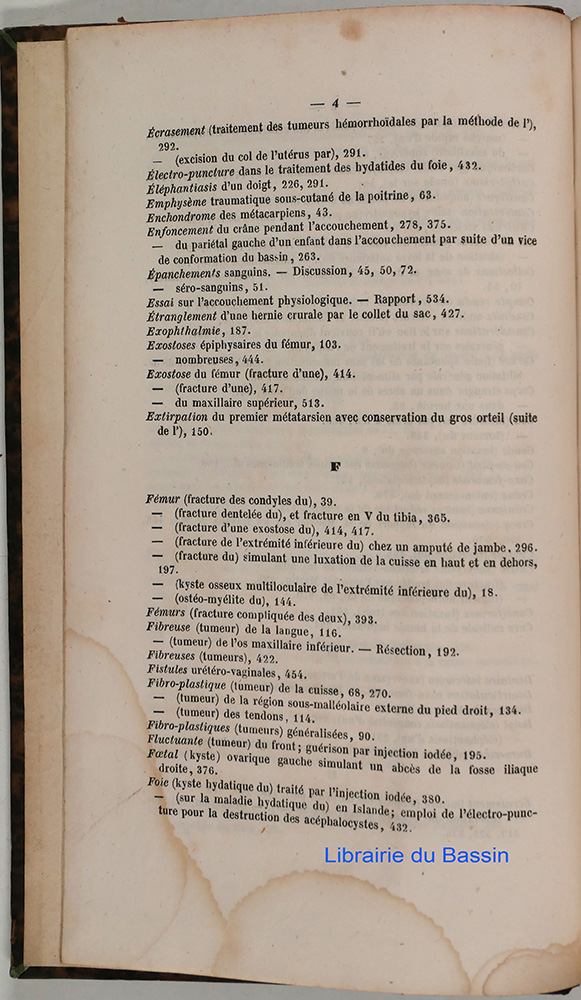 — 4 —
Écrasement (traitement des tumeurs hémorrhoïdales par la méthode de l'),
292.
— (excision du col de l'utérus par), 291.
Électro-puncture dans le traitement des hydatides du foie, 432.
Éléphantiasis d'un doigt, 226, 291.
Emphysème traumatique sous-cutané de la poitrine, 63.
Enchondrome des métacarpiens, 43.
Enfoncement du crâne pendant l'accouchement, 278, 375.
— du pariétal gauche d'un enfant dans l'accouchement par suite d'un vice
de conformation du bassin, 263.
Épanchements sanguins. — Discussion, 45, 50, 72.
— séro-sanguins, 51.
Essai sur l'accouchement physiologique. — Rapport, 534.
Étranglement d'une hernie crurale par le collet du sac, 427.
Exophthalmie, 187.
Exostoses épiphysaires du fémur, 103.
— nombreuses, 444.
Exostose du fémur (fracture d'une), 414.
— (fracture d'une), 417.
— du maxillaire supérieur, 513.
Extirpation du premier métatarsien avec conservation du gros orteil (suite
de l'), 150.
F
Fémur (fracture des condyles du), 39.
— (fracture dentelée du), et fracture en V du tibia, 365.
— (fracture d'une exostose du), 414, 417.
— (fracture de l'extrémité inférieure du) chez un amputé de jambe. 296.
— (fracture du) simulant une luxation de la cuisse en haut et en dehors,
197.
— (kyste osseux multiloculaire de l'extrémité inférieure du), 18.
— (ostéo-myélite du), 144.
Fémurs (fracture compliquée des deux), 393.
Fibreuse (tumeur) de la langue, 116.
— (tumeur) de l'os maxillaire inférieur. — Résection, 192.
Fibreuses (tumeurs), 422.
Fistules urétéro-vaginales, 454.
Fibro-plastique (tumeur) de la cuisse, 68, 270.
— (tumeur) de la région sous-malléolaire externe du pied droit, 134.
— (tumeur) des tendons, 114.
Fibro-plastiques (tumeurs) généralisées, 90.
Fluctuante (tumeur) du front; guérison par injection iodée, 195.
Fœtal (kyste) ovarique gauche simulant un abcès de la fosse iliaque
droite, 376.
Foie (kyste hydatique du) traité par l'injection iodée, 380.
— (sur la maladie hydatique du) en Islande; emploi de l'électro-punc-
ture pour la destruction des acéphalocystes, 432.
Librairie du Bassin